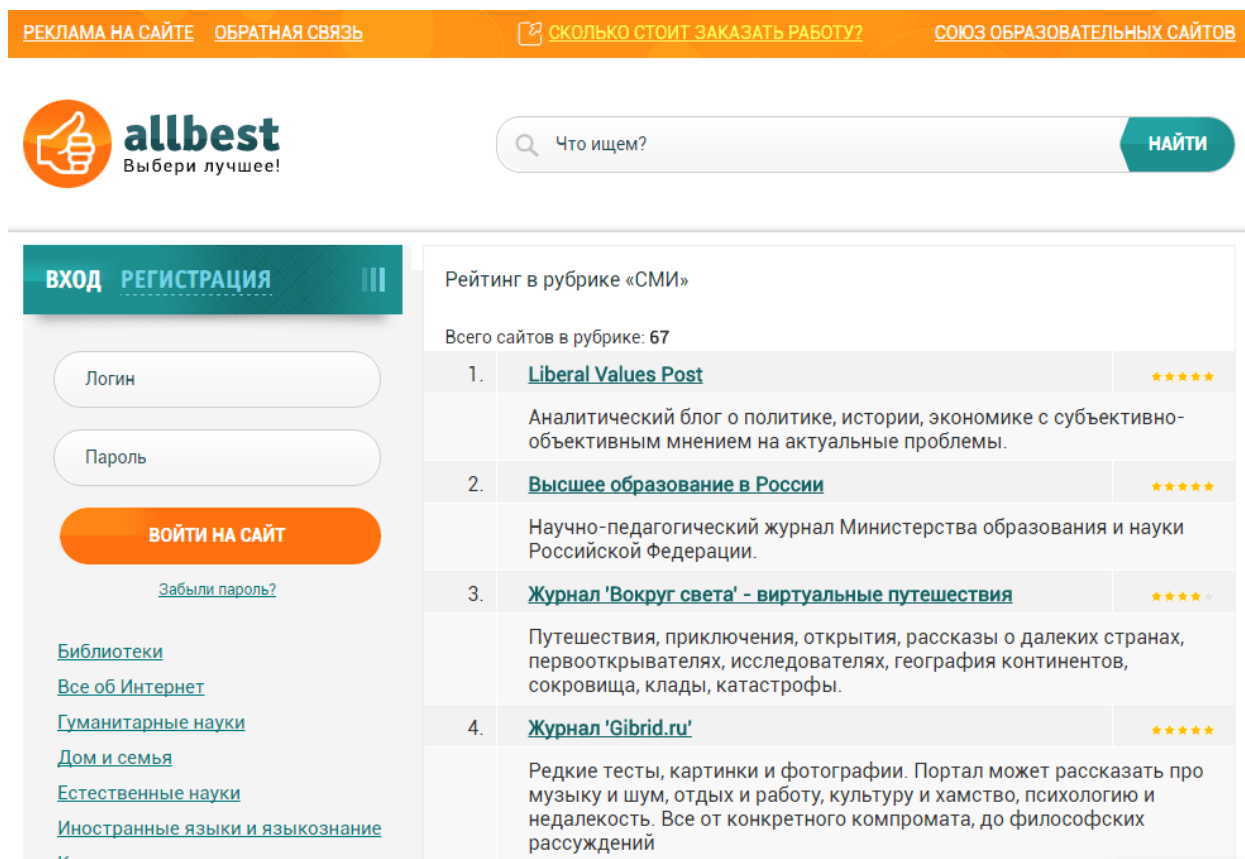 РЕКЛАМА НА САЙТЕ ОБРАТНАЯ СВЯЗЬ СКОЛЬКО СТОИТ ЗАКАЗАТЬ РАБОТУ? СОЮЗ ОБРАЗОВАТЕЛЬНЫХ САЙТОВ
allbest
Выбери лучшее!
Что ищем?
НАЙТИ
ВХОД РЕГИСТРАЦИЯ
Логин
Пароль
ВОЙТИ НА САЙТ
Забыли пароль?
Библиотеки
Все об Интернет
Гуманитарные науки
Дом и семья
Естественные науки
Иностранные языки и языкознание
Рейтинг в рубрике «СМИ»
Всего сайтов в рубрике: 67
1. Liberal Values Post
Аналитический блог о политике, истории, экономике с субъективно-
объективным мнением на актуальные проблемы.
2. Высшее образование в России
Научно-педагогический журнал Министерства образования и науки
Российской Федерации.
3. Журнал 'Вокруг света' - виртуальные путешествия
Путешествия, приключения, открытия, рассказы о далеких странах,
первооткрывателях, исследователях, география континентов,
сокровища, клады, катастрофы.
4. Журнал 'Gibrid.ru'
Редкие тесты, картинки и фотографии. Портал может рассказать про
музыку и шум, отдых и работу, культуру и хамство, психологию и
недалекость. Все от конкретного компромата, до философских
рассуждений